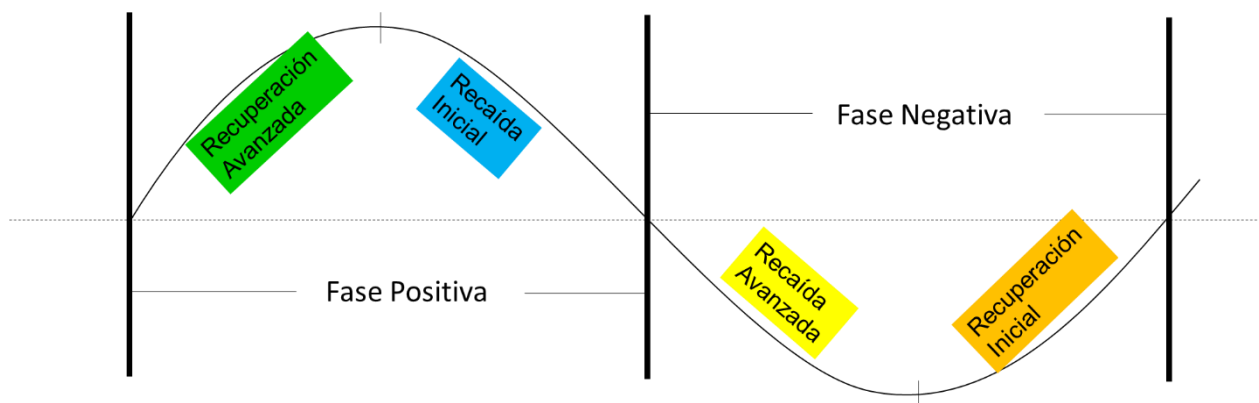 Recuperación
Avanzada
Recaída
Inicial
Fase Negativa
Fase Positiva
Recaída
Avanzada
Recuperación
Inicial